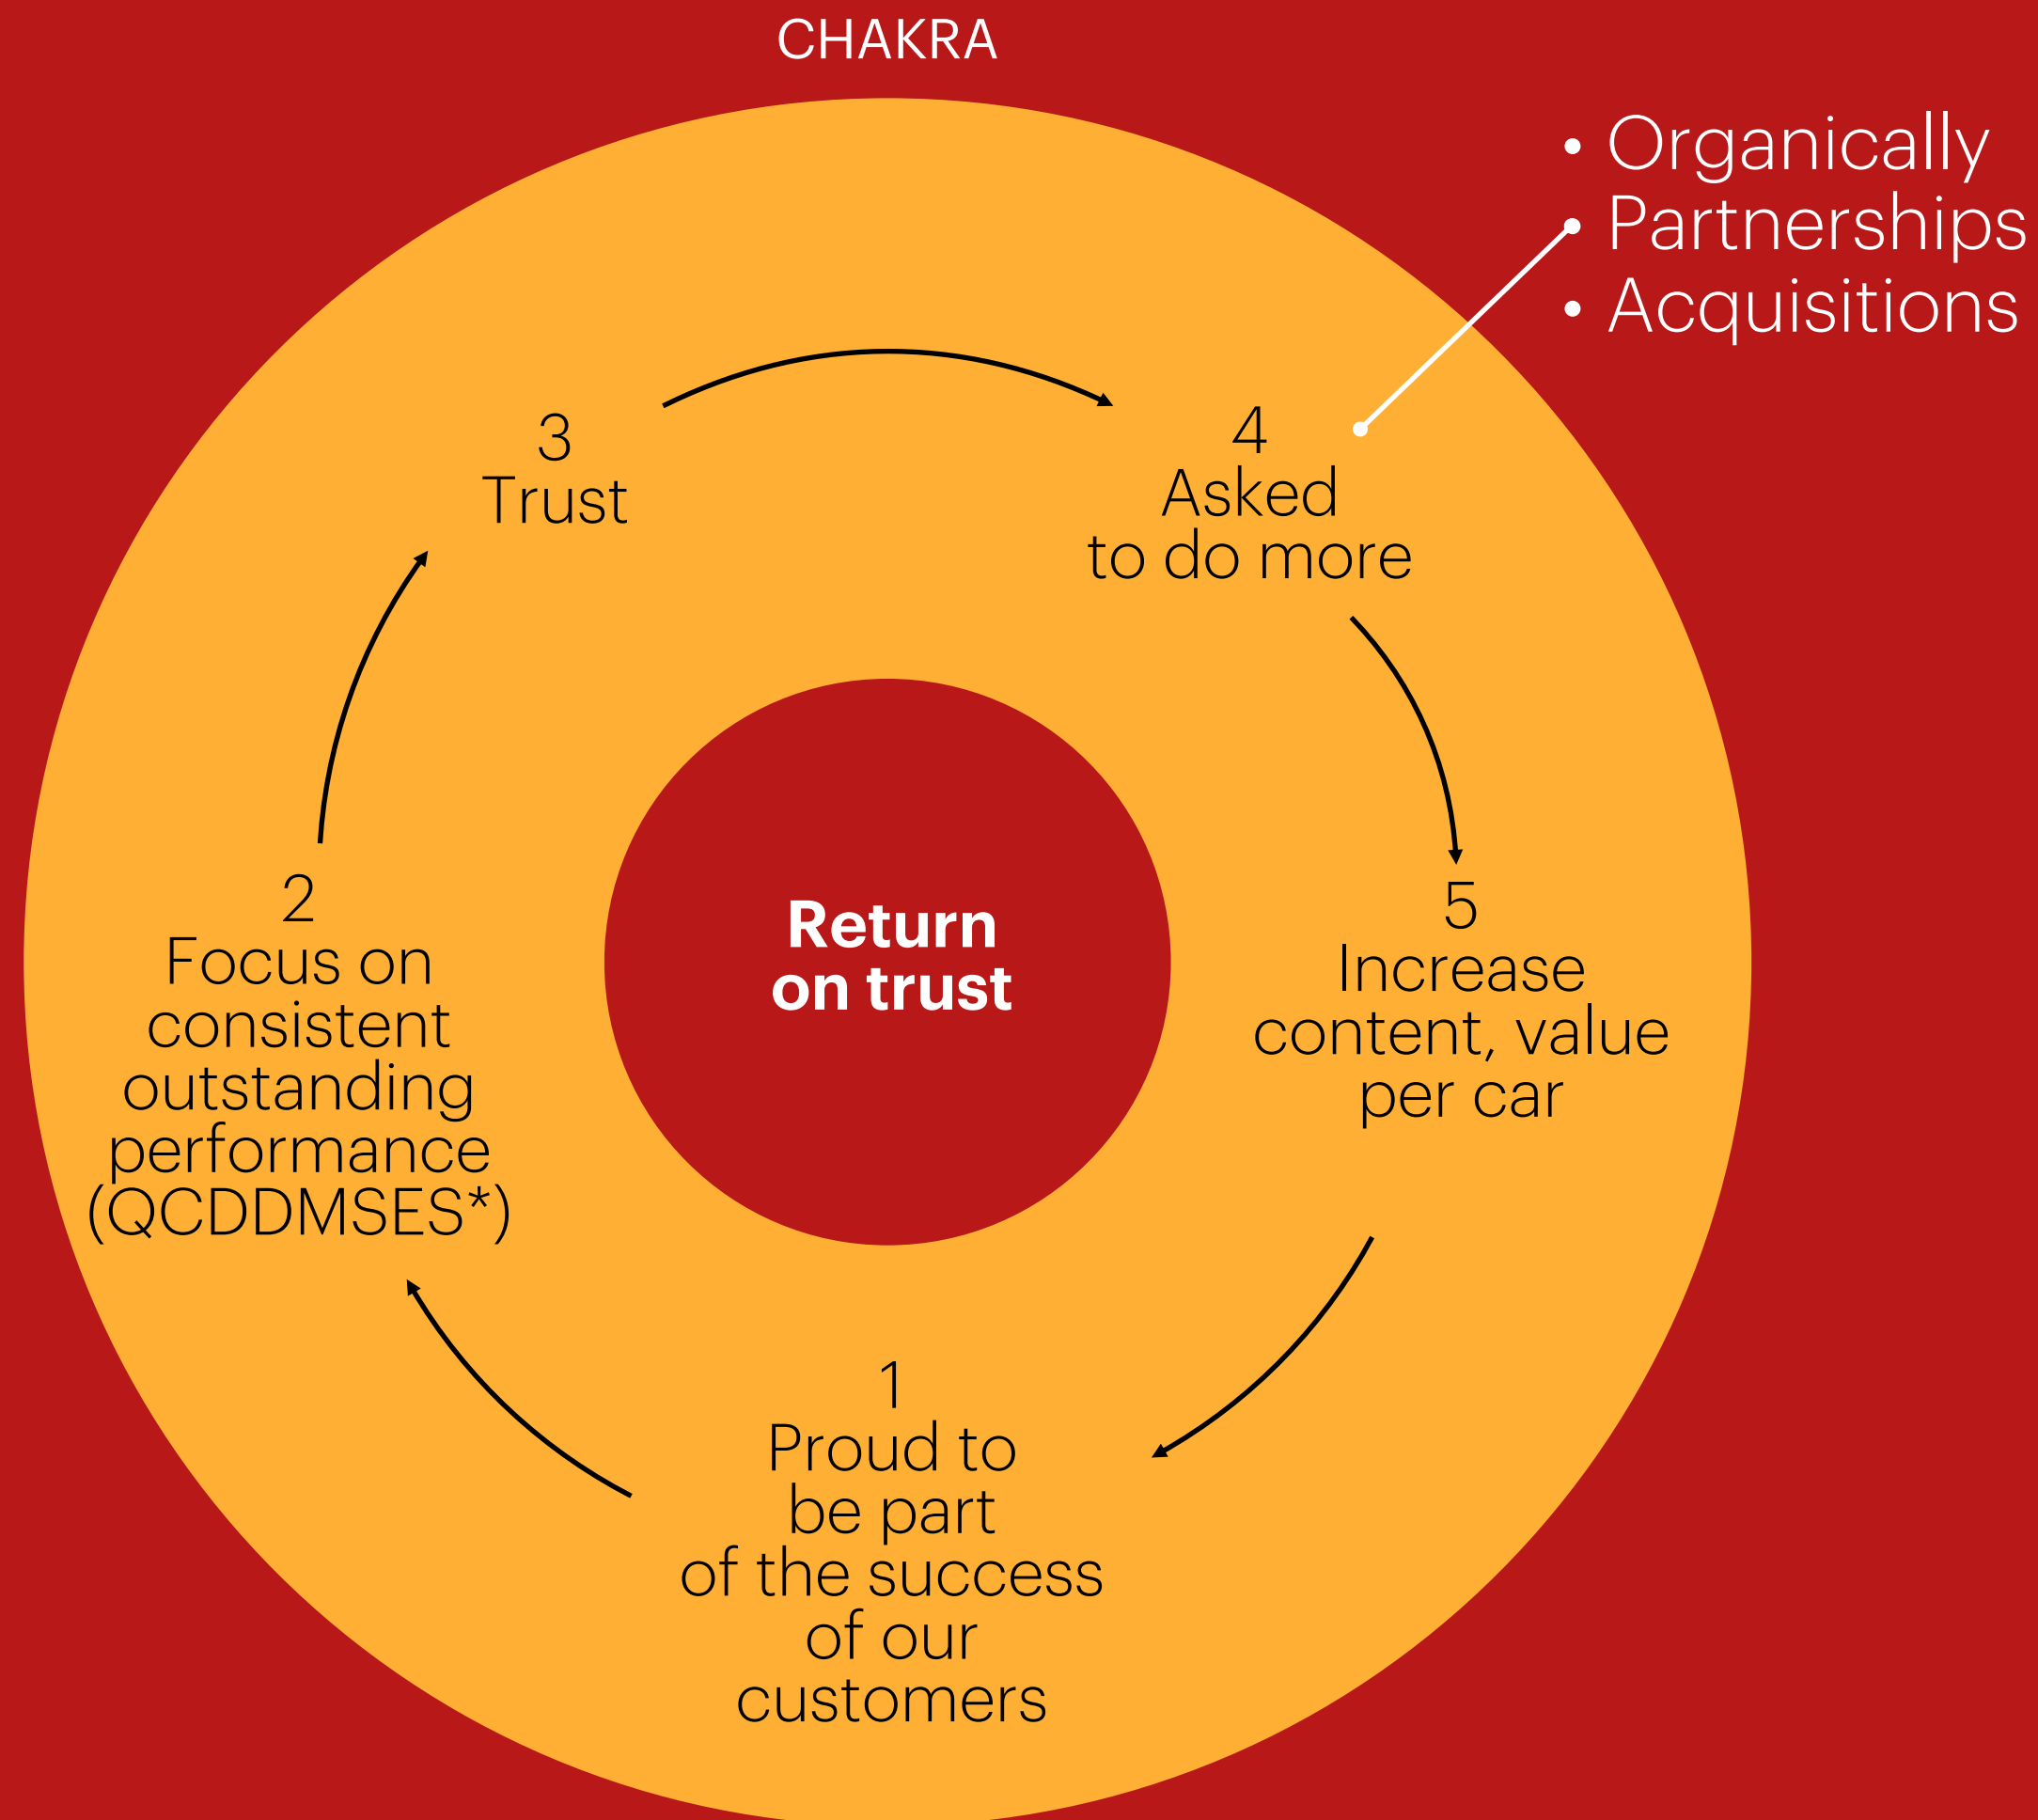 CHAKRA
• Organically
• Partnerships
• Acquisitions
3
Trust
4
Asked
to do more
2
Focus on
consistent
outstanding
performance
(QCDDMSES*)
Return
on trust
5
Increase
content, value
per car
1
Proud to
be part
of the success
of our
customers